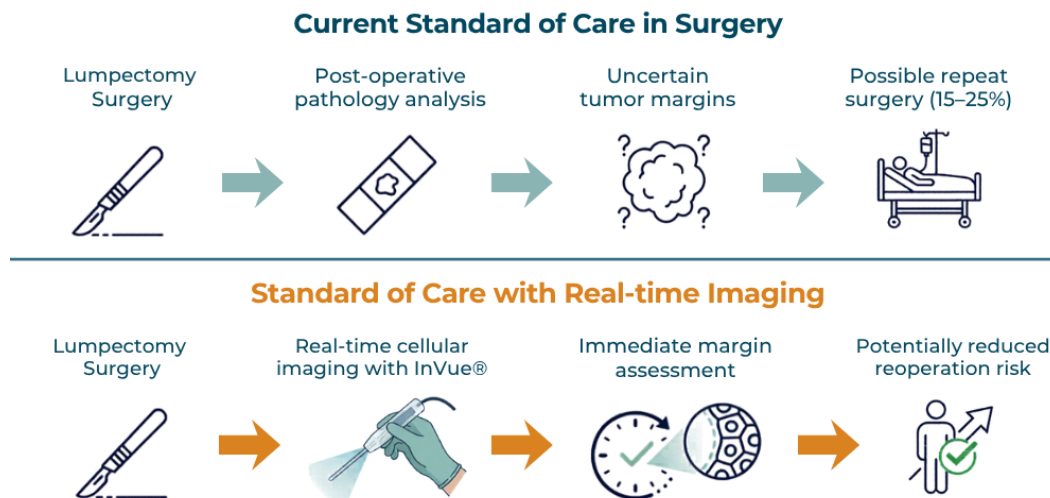 Current Standard of Care in Surgery
Lumpectomy
Surgery
Post-operative
pathology analysis
Uncertain
tumor margins
Possible repeat
surgery (15–25%)
? ?
? ?
Standard of Care with Real-time Imaging
Lumpectomy
Surgery
Real-time cellular
imaging with InVue®
Immediate margin
assessment
Potentially reduced
reoperation risk